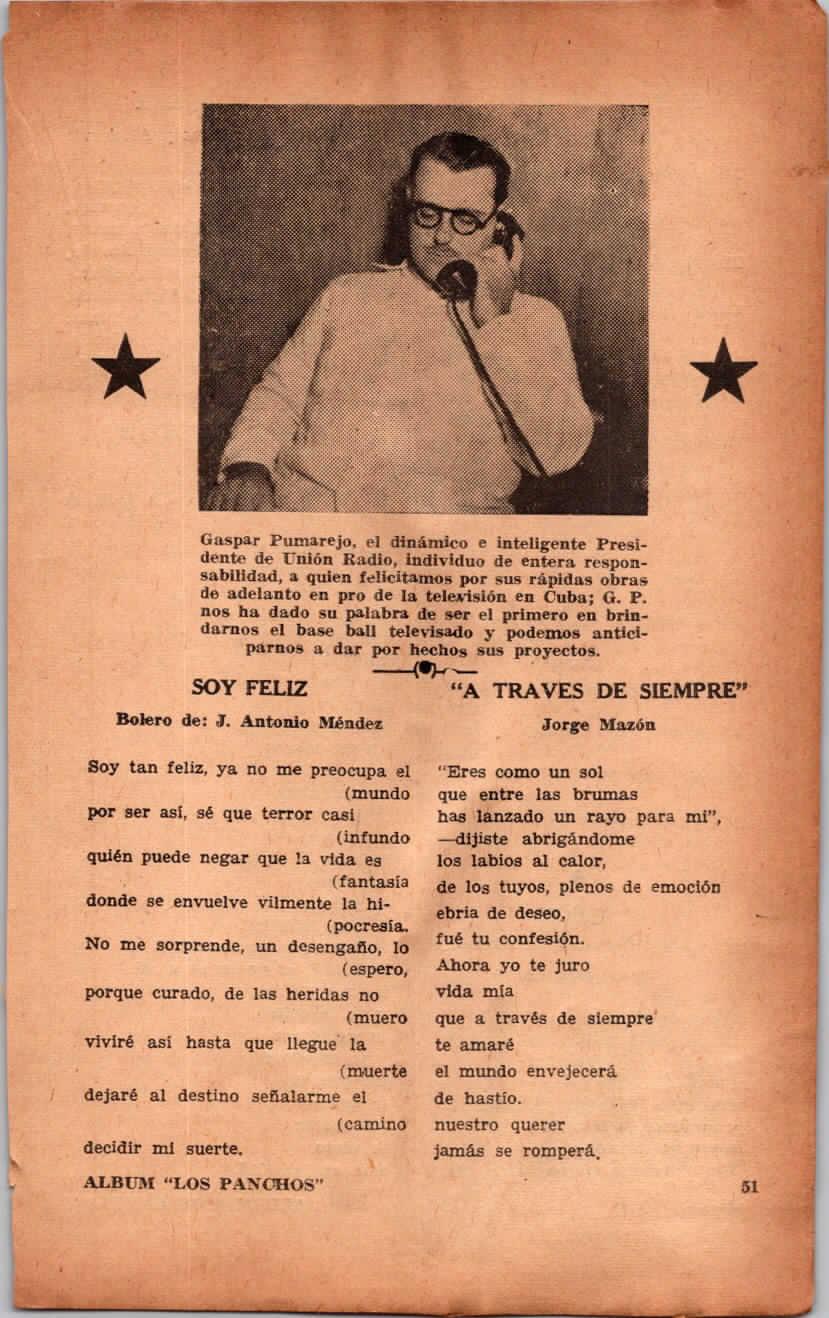 Gaspar Pumarejo, el dinámico e inteligente Presi-
dente de Unión Radio, individuo de entera respon-
sabilidad, a quien felicitamos por sus rápidas obras
de adelanto en pro de la televisión en Cuba; G. P.
nos ha dado su palabra de ser el primero en brin-
darnos el base ball televisado y podemos antici-
parnos a dar por hechos sus proyectos.
SOY FELIZ
Bolero de: J. Antonio Méndez
Soy tan feliz, ya no me preocupa el
(mundo
por ser así, sé que terror casi
(infundo
quién puede negar que la vida es
(fantasía
donde se envuelve vilmente la hi-
(pocresía.
No me sorprende, un desengaño, lo
(espero,
porque curado, de las heridas no
(muero
viviré así hasta que llegue la
(muerte
dejaré al destino señalarme el
(camino
decidir mi suerte.
"A TRAVES DE SIEMPRE"
Jorge Mazón
"Eres como un sol
que entre las brumas
has lanzado un rayo para mi",
—dijiste abrigándome
los labios al calor,
de los tuyos, plenos de emoción
ebria de deseo,
fué tu confesión.
Ahora yo te juro
vida mía
que a través de siempre
te amaré
el mundo envejecerá
de hastío.
nuestro querer
jamás se romperá.
ALBUM "LOS PANCHOS"
51